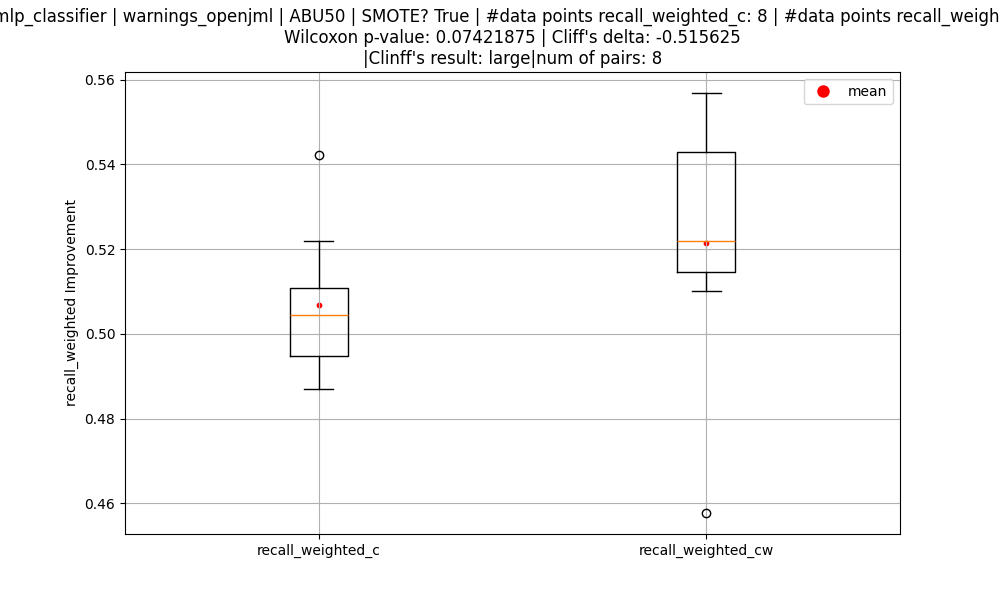 mlp_classifier | warnings_openjml | ABU50 | SMOTE? True | #data points recall_weighted_c: 8 | #data points recall_weigh
Wilcoxon p-value: 0.07421875 | Cliff's delta: -0.515625
|Clinff's result: large|num of pairs: 8
mean
0.56
0.54
0.52
0.50
0.48
0.46
recall_weighted Improvement
recall_weighted_c
recall_weighted_cw